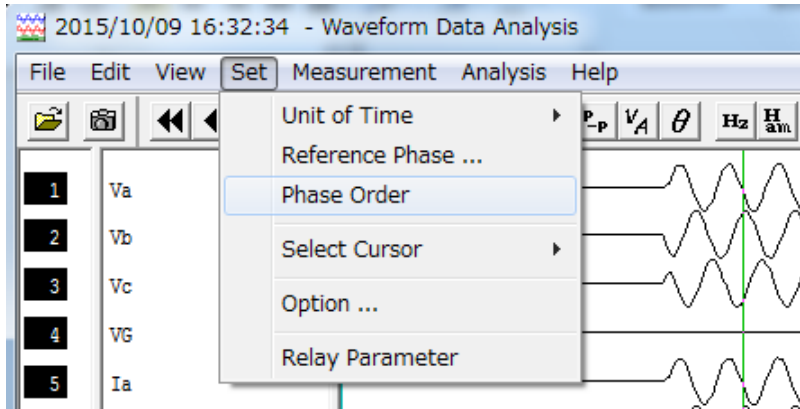 2015/10/09 16:32:34 - Waveform Data Analysis
File Edit View Set Measurement Analysis Help
P-P V/A θ Hz Ham
Unit of Time
Reference Phase ...
1 Va
Phase Order
2 Vb
Select Cursor
3 Vc
Option ...
4 VG
Relay Parameter
5 Ia